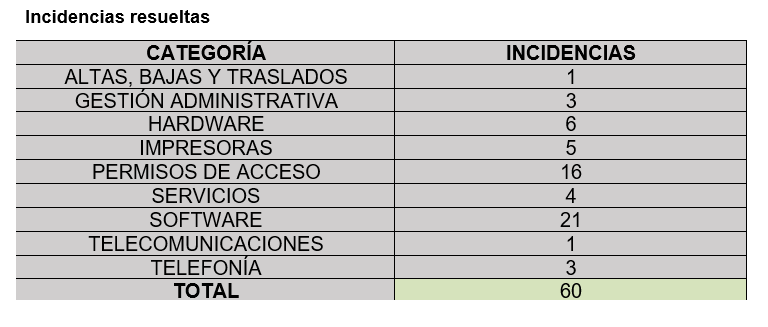 Incidencias resueltas
CATEGORÍA INCIDENCIAS
ALTAS, BAJAS Y TRASLADOS 1
GESTIÓN ADMINISTRATIVA 3
HARDWARE 6
IMPRESORAS 5
PERMISOS DE ACCESO 16
SERVICIOS 4
SOFTWARE 21
TELECOMUNICACIONES 1
TELEFONÍA 3
TOTAL 60